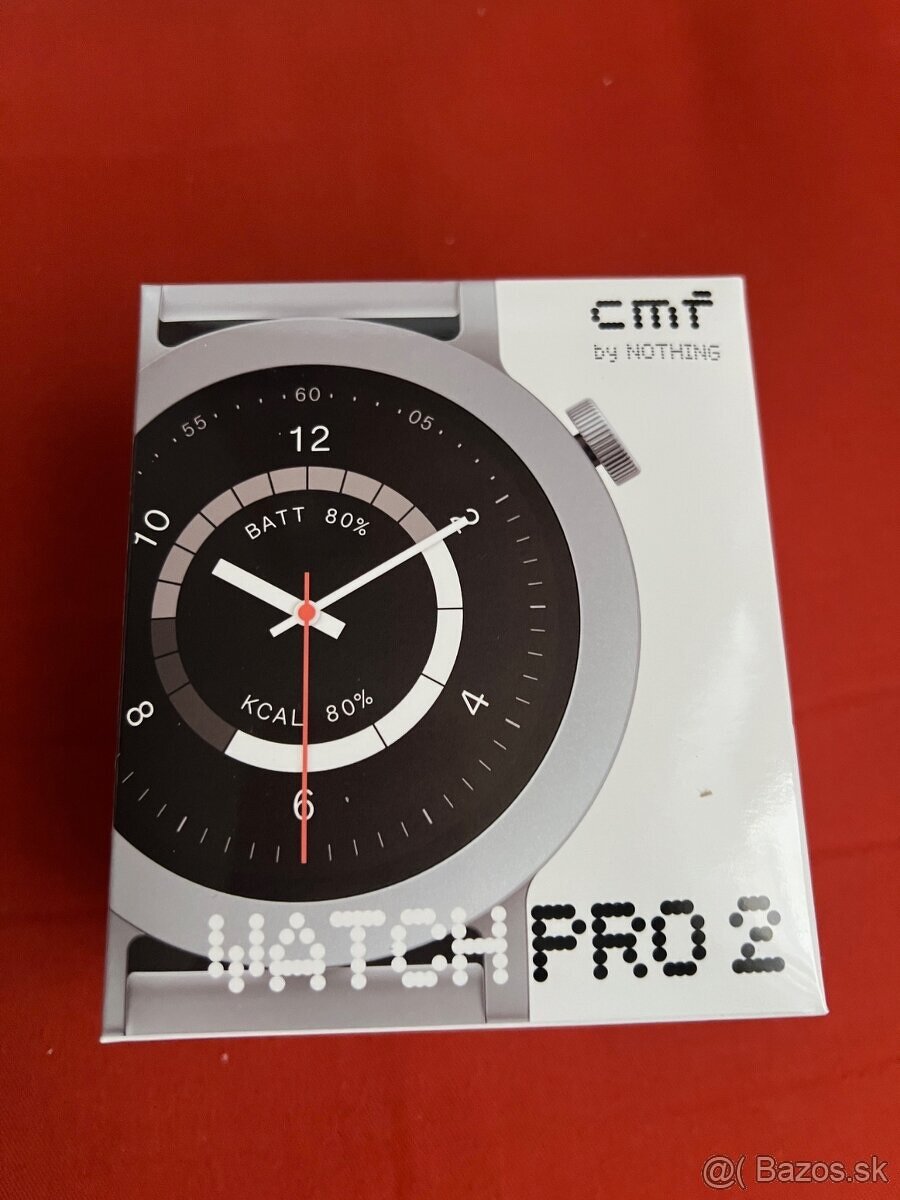 cmf
by NOTHING
60
55
05
12
10
2
BATT 80%
8
4
KCAL 80%
6
WATCH PRO 2
@( Bazos.sk